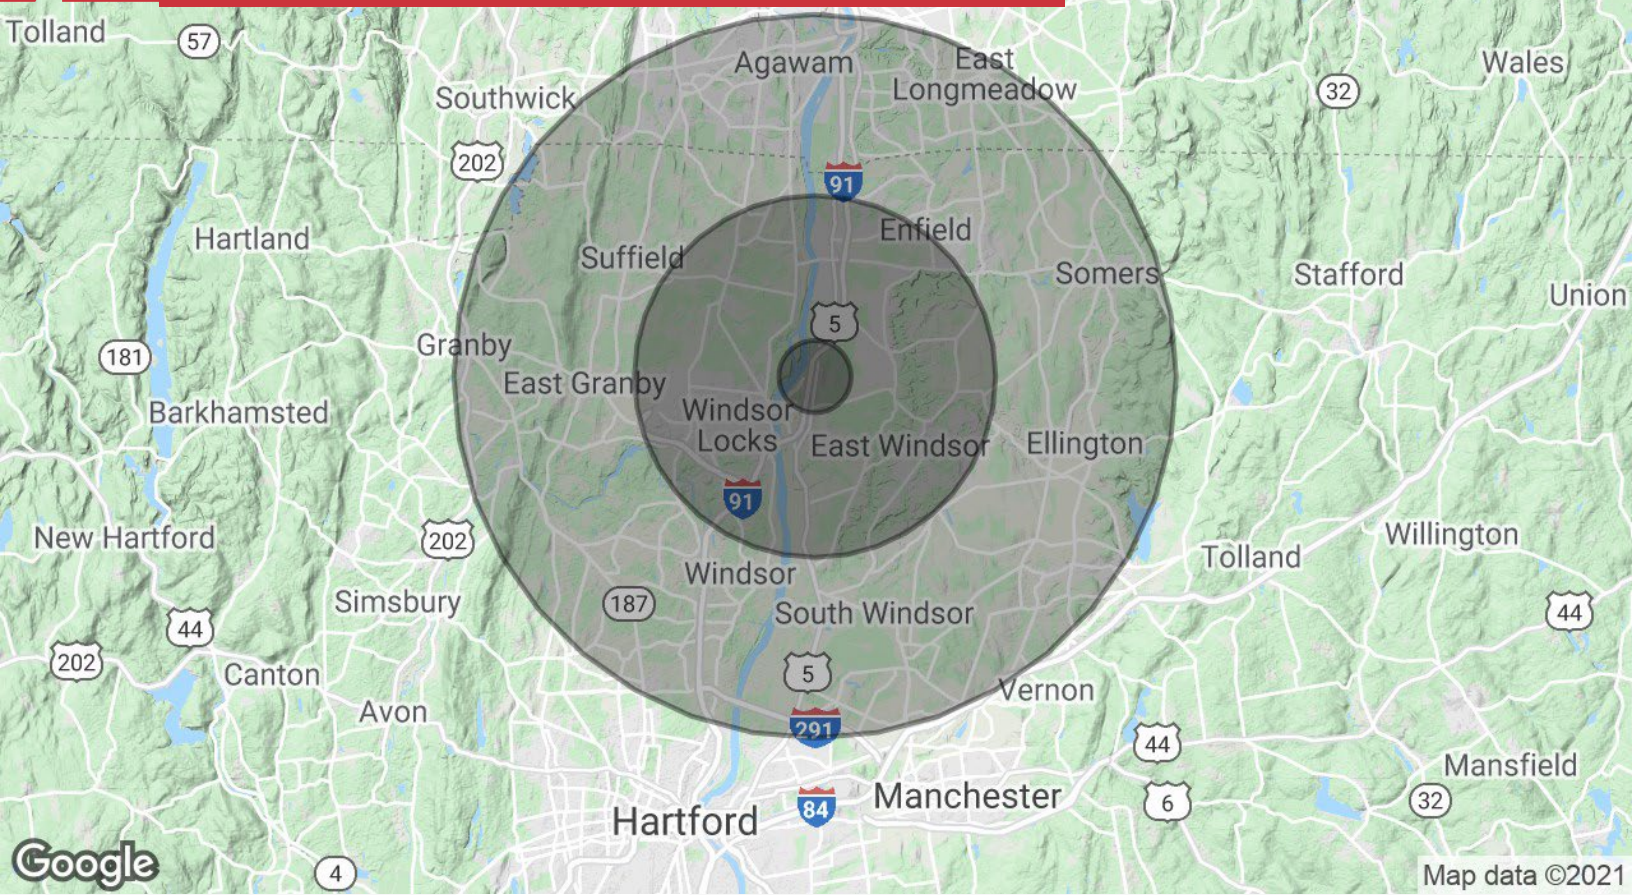 Tolland
57
Agawam
East
Longmeadow
Wales
Southwick
32
202
91
Hartland
Enfield
Suffield
Somers
Stafford
Union
5
181
Granby
East Granby
Barkhamsted
Windsor
Locks
East Windsor
Ellington
91
New Hartford
202
Willington
Tolland
Windsor
Simsbury
187
South Windsor
44
44
202
Canton
5
Vernon
Avon
291
44
Mansfield
Manchester
32
6
84
Hartford
Google
4
Map data ©2021